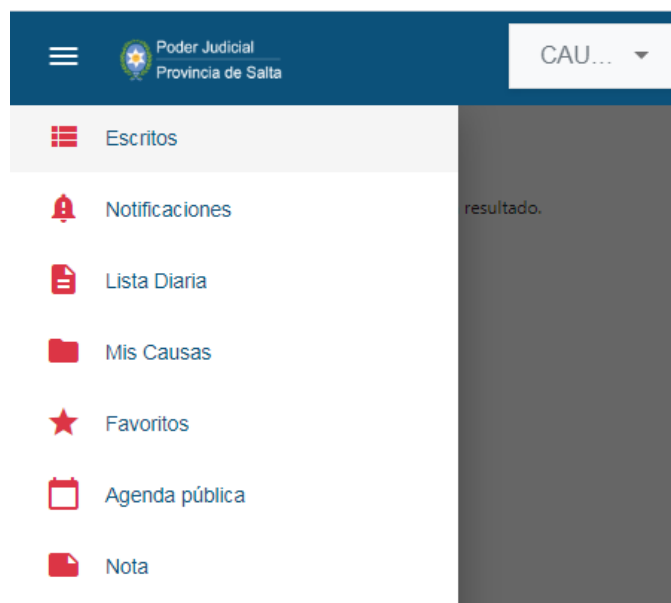 Poder Judicial
Provincia de Salta
CAU...
Escritos
Notificaciones
resultado.
Lista Diaria
Mis Causas
Favoritos
Agenda pública
Nota